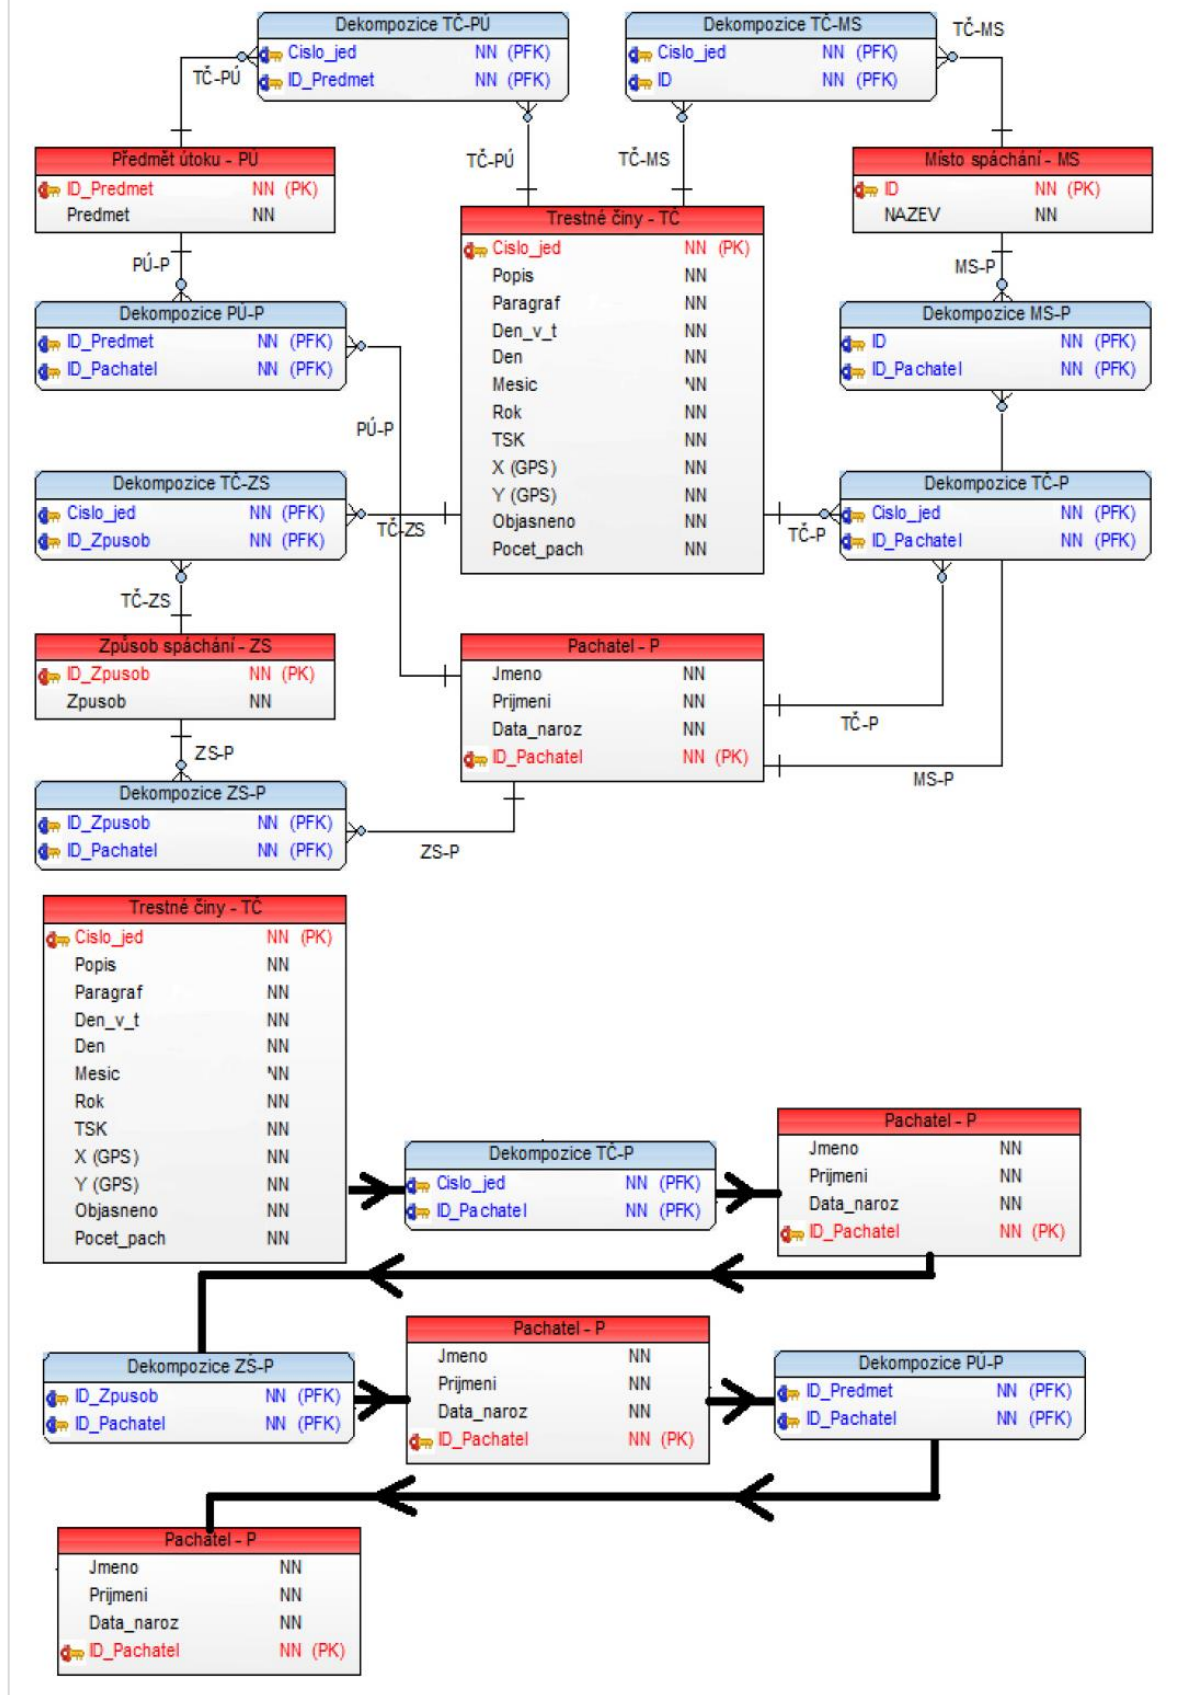 Dekompozice TČ-PÚ
Cislo_jed NN (PFK)
ID_Predmet NN (PFK)
Dekompozice TČ-MS
Cislo_jed NN (PFK)
ID NN (PFK)
TČ-MS
TČ-PÚ
TČ-PÚ
TČ-MS
Předmět útoku - PÚ
ID_Predmet NN (PK)
Predmet NN
Místo spáchání - MS
ID NN (PK)
NAZEV NN
Trestné činy - TČ
Cislo_jed NN (PK)
Popis NN
Paragraf NN
Den_v_t NN
Den NN
Mesic NN
Rok NN
TSK NN
X (GPS) NN
Y (GPS) NN
Objasneno NN
Pocet_pach NN
PÚ-P
MS-P
Dekompozice PÚ-P
ID_Predmet NN (PFK)
ID_Pachatel NN (PFK)
Dekompozice MS-P
ID NN (PFK)
ID_Pachatel NN (PFK)
PÚ-P
Dekompozice TČ-ZS
Cislo_jed NN (PFK)
ID_Zpusob NN (PFK)
TČ-ZS
TČ-P
Dekompozice TČ-P
Cislo_jed NN (PFK)
ID_Pachatel NN (PFK)
TČ-ZS
Způsob spáchání - ZS
ID_Zpusob NN (PK)
Zpusob NN
Pachatel - P
Jmeno NN
Prijmeni NN
Data_naroz NN
ID_Pachatel NN (PK)
TČ-P
MS-P
ZS-P
Dekompozice ZS-P
ID_Zpusob NN (PFK)
ID_Pachatel NN (PFK)
ZS-P
Trestné činy - TČ
Cislo_jed NN (PK)
Popis NN
Paragraf NN
Den_v_t NN
Den NN
Mesic NN
Rok NN
TSK NN
X (GPS) NN
Y (GPS) NN
Objasneno NN
Pocet_pach NN
Dekompozice TČ-P
Cislo_jed NN (PFK)
ID_Pachatel NN (PFK)
Pachatel - P
Jmeno NN
Prijmeni NN
Data_naroz NN
ID_Pachatel NN (PK)
Dekompozice ZS-P
ID_Zpusob NN (PFK)
ID_Pachatel NN (PFK)
Pachatel - P
Jmeno NN
Prijmeni NN
Data_naroz NN
ID_Pachatel NN (PK)
Dekompozice PÚ-P
ID_Predmet NN (PFK)
ID_Pachatel NN (PFK)
Pachatel - P
Jmeno NN
Prijmeni NN
Data_naroz NN
ID_Pachatel NN (PK)